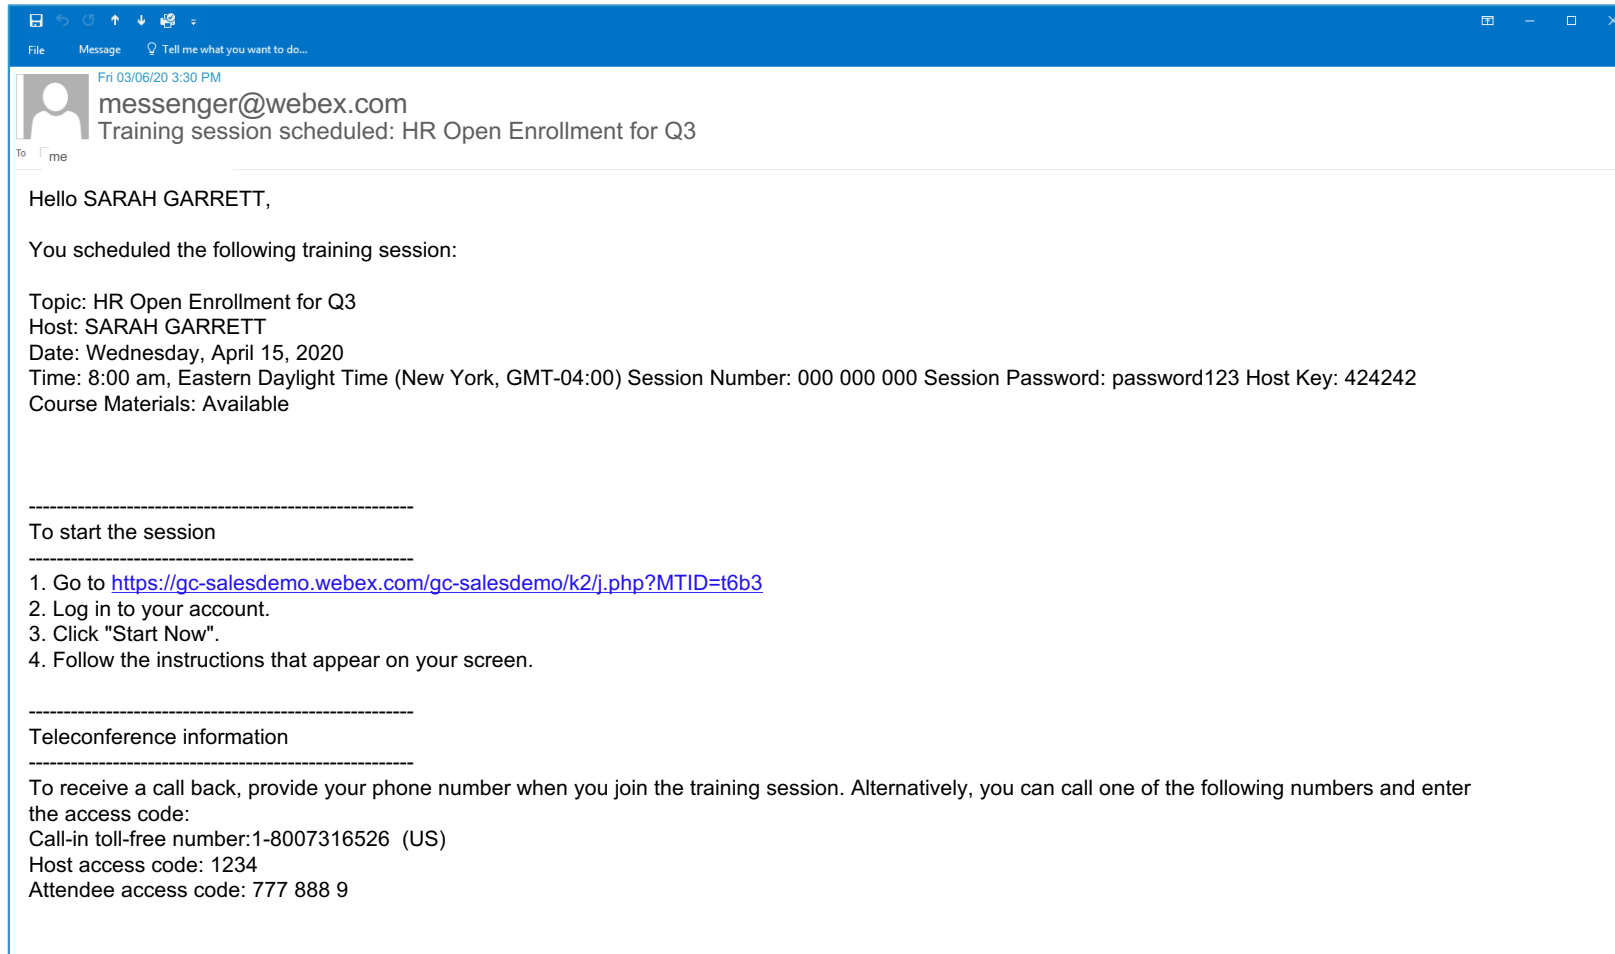 File Message Tell me what you want to do...
Fri 03/06/20 3:30 PM
messenger@webex.com
Training session scheduled: HR Open Enrollment for Q3
To me
Hello SARAH GARRETT,
You scheduled the following training session:
Topic: HR Open Enrollment for Q3
Host: SARAH GARRETT
Date: Wednesday, April 15, 2020
Time: 8:00 am, Eastern Daylight Time (New York, GMT-04:00) Session Number: 000 000 000 Session Password: password123 Host Key: 424242
Course Materials: Available
-------------------------------------------------------
To start the session
-------------------------------------------------------
1. Go to https://gc-salesdemo.webex.com/gc-salesdemo/k2/j.php?MTID=t6b3
2. Log in to your account.
3. Click "Start Now".
4. Follow the instructions that appear on your screen.
-------------------------------------------------------
Teleconference information
-------------------------------------------------------
To receive a call back, provide your phone number when you join the training session. Alternatively, you can call one of the following numbers and enter
the access code:
Call-in toll-free number:1-8007316526  (US)
Host access code: 1234
Attendee access code: 777 888 9